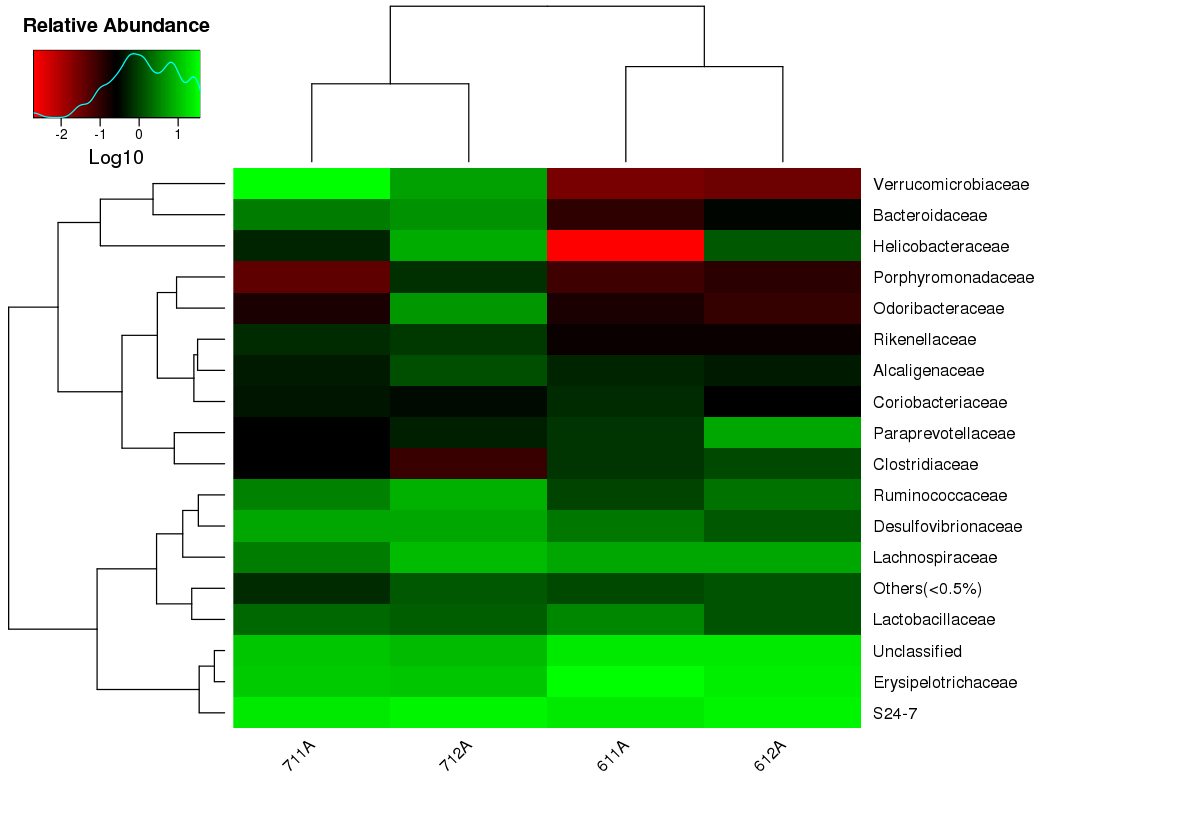 Relative Abundance
-2 -1 0 1
Log10
Verrucomicrobiaceae
Bacteroidaceae
Helicobacteraceae
Porphyromonadaceae
Odoribacteraceae
Rikenellaceae
Alcaligenaceae
Coriobacteriaceae
Paraprevotellaceae
Clostridiaceae
Ruminococcaceae
Desulfovibrionaceae
Lachnospiraceae
Others(<0.5%)
Lactobacillaceae
Unclassified
Erysipelotrichaceae
S24-7
711A 712A 611A 612A